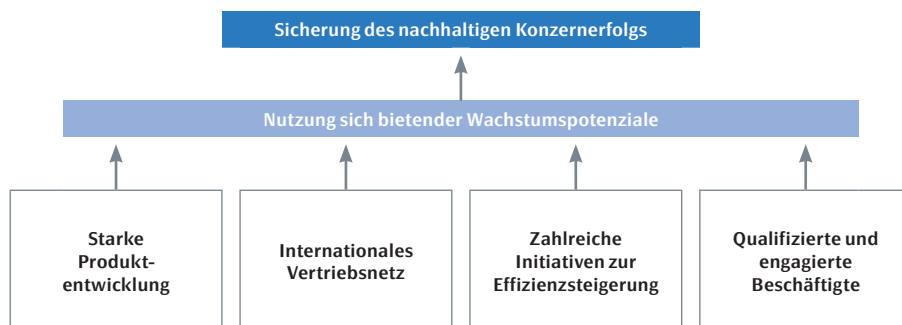 Sicherung des nachhaltigen Konzernerfolgs
Nutzung sich bietender Wachstumspotenziale
Starke
Produkt-
entwicklung
Internationales
Vertriebsnetz
Zahlreiche
Initiativen zur
Effizienzsteigerung
Qualifizierte und
engagierte
Beschäftigte